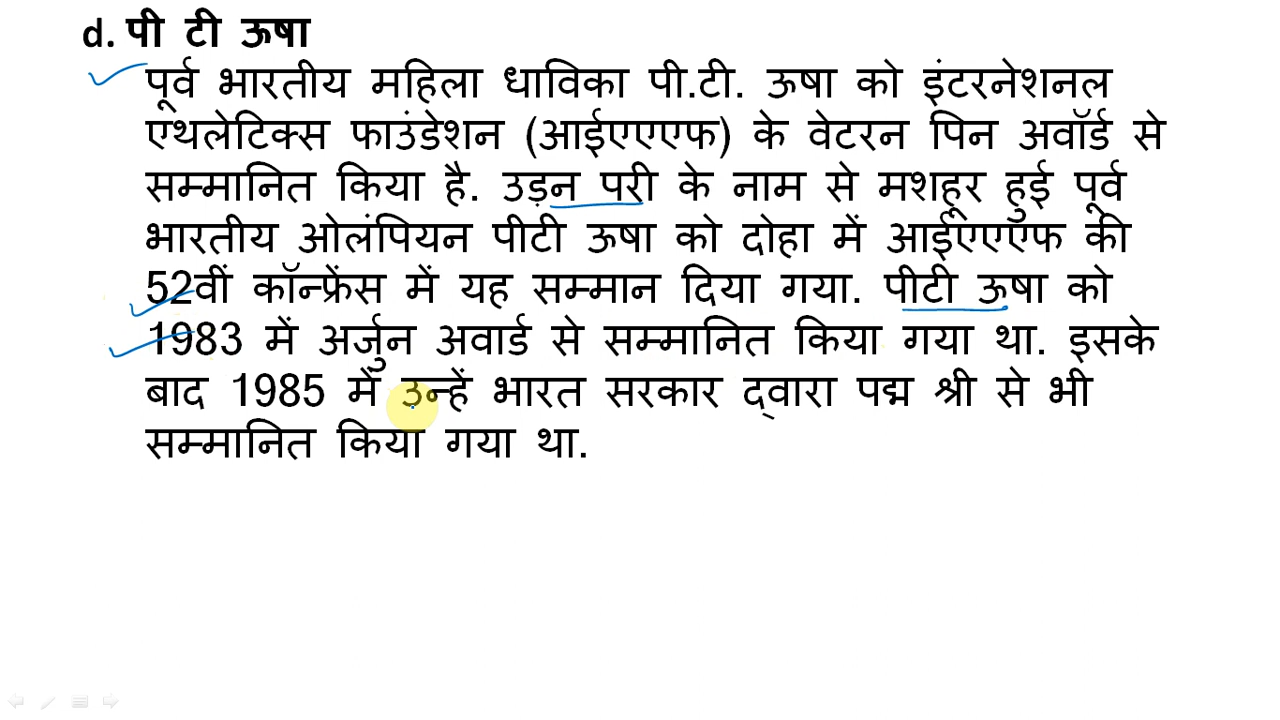 d. पी टी ऊषा
पूर्व भारतीय महिला धाविका पी.टी. ऊषा को इंटरनेशनल
एथलेटिक्स फाउंडेशन (आईएएएफ) के वेटरन पिन अवॉर्ड से
सम्मानित किया है. उड़न परी के नाम से मशहूर हुई पूर्व
भारतीय ओलंपियन पीटी ऊषा को दोहा में आईएएएफ की
52वीं कॉन्फ्रेंस में यह सम्मान दिया गया. पीटी ऊषा को
1983 में अर्जुन अवार्ड से सम्मानित किया गया था. इसके
बाद 1985 में उन्हें भारत सरकार द्वारा पद्म श्री से भी
सम्मानित किया गया था.